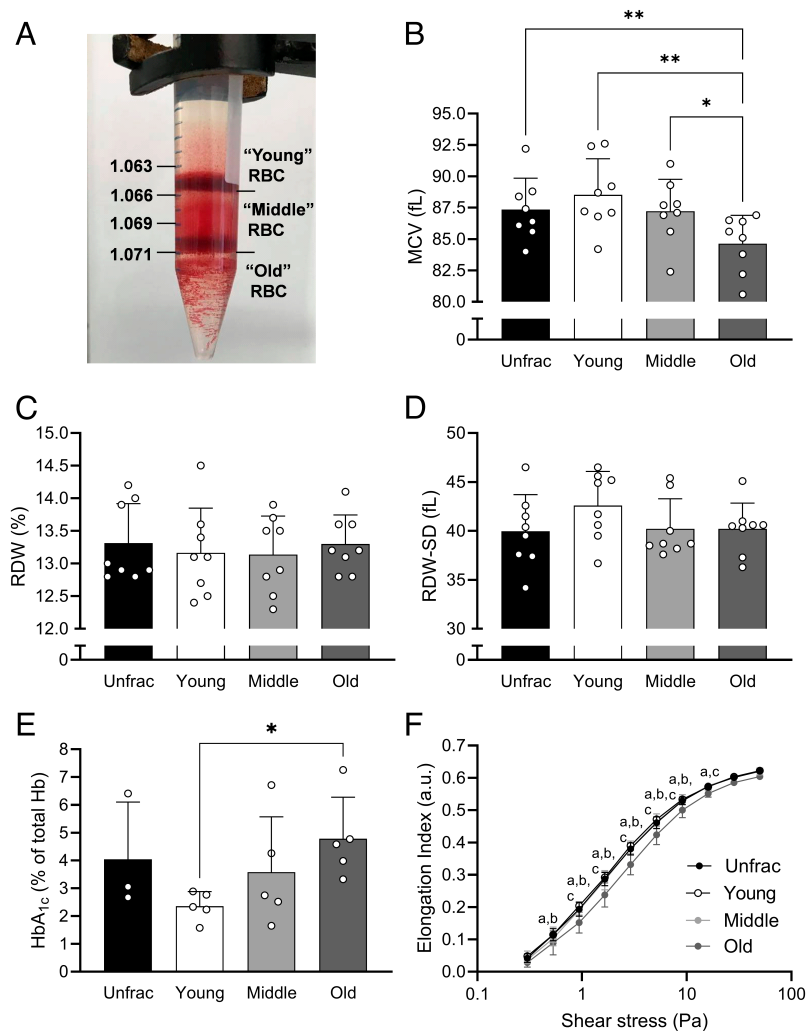 A
1.063
1.066
1.069
1.071
“Young”
RBC
“Middle”
RBC
“Old”
RBC
B
**
**
*
MCV (fL)
95.0
92.5
90.0
87.5
85.0
82.5
80.0
0
Unfrac Young Middle Old
C
RDW (%)
15.0
14.5
14.0
13.5
13.0
12.5
12.0
0
Unfrac Young Middle Old
D
RDW-SD (fL)
50
45
40
35
30
0
Unfrac Young Middle Old
E
*
HbA1c (% of total Hb)
8
7
6
5
4
3
2
1
0
Unfrac Young Middle Old
F
Elongation Index (a.u.)
0.7
0.6
0.5
0.4
0.3
0.2
0.1
0.0
a,b
a,b,
c
a,b,
c
a,b,
c
a,b,
c
a,b,
c
a,c
Unfrac
Young
Middle
Old
0.1 1 10 100
Shear stress (Pa)